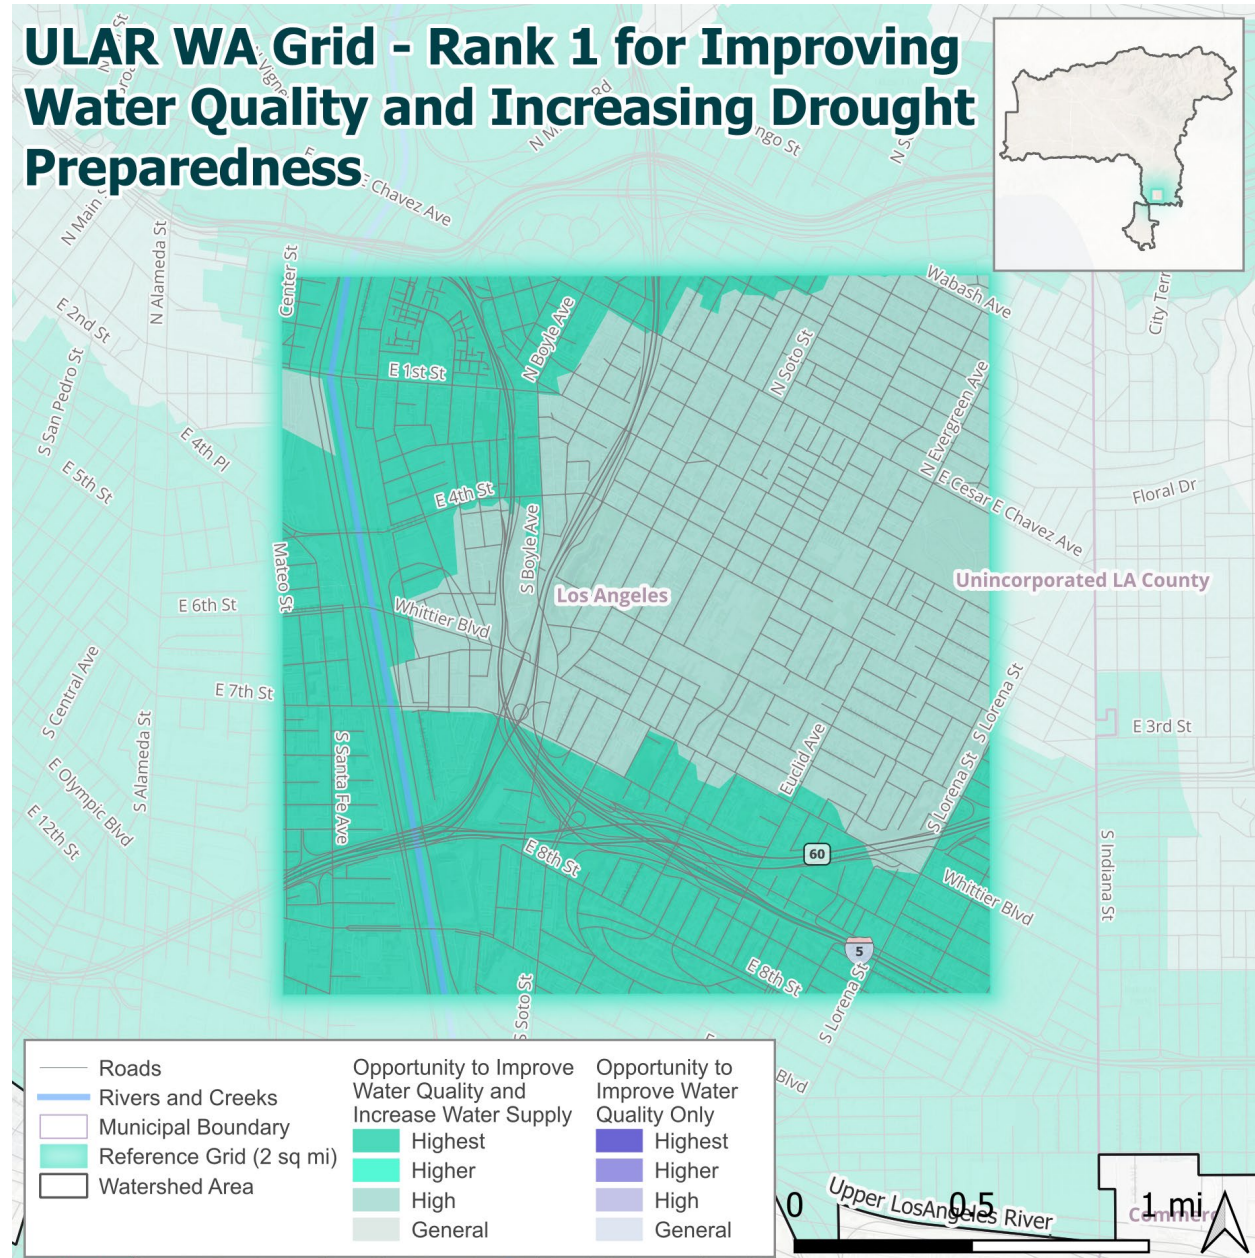 ULAR WA Grid - Rank 1 for Improving
Water Quality and Increasing Drought
Preparedness
E Chavez Ave
N Alameda St
Center St
E 2nd St
S San Pedro St
E 4th Pl
E 5th St
E 1st St
N Boyle Ave
N Soto St
Wabash Ave
N Evergreen Ave
E Cesar E Chavez Ave
Floral Dr
E 4th St
S Boyle Ave
Mateo St
E 6th St
Whittier Blvd
Los Angeles
Unincorporated LA County
E 7th St
S Central Ave
S Alameda St
E Olympic Blvd
E 12th St
S Santa Fe Ave
Euclid Ave
S Lorena St
S Lorena St
E 3rd St
S Indiana St
60
E 8th St
Whittier Blvd
5
E 8th St
S Lorena St
S Soto St
Blvd
Roads
Rivers and Creeks
Municipal Boundary
Reference Grid (2 sq mi)
Watershed Area
Opportunity to Improve
Water Quality and
Increase Water Supply
Highest
Higher
High
General
Opportunity to
Improve Water
Quality Only
Highest
Higher
High
General
Upper LosAngeles River
0
0.5
1 mi